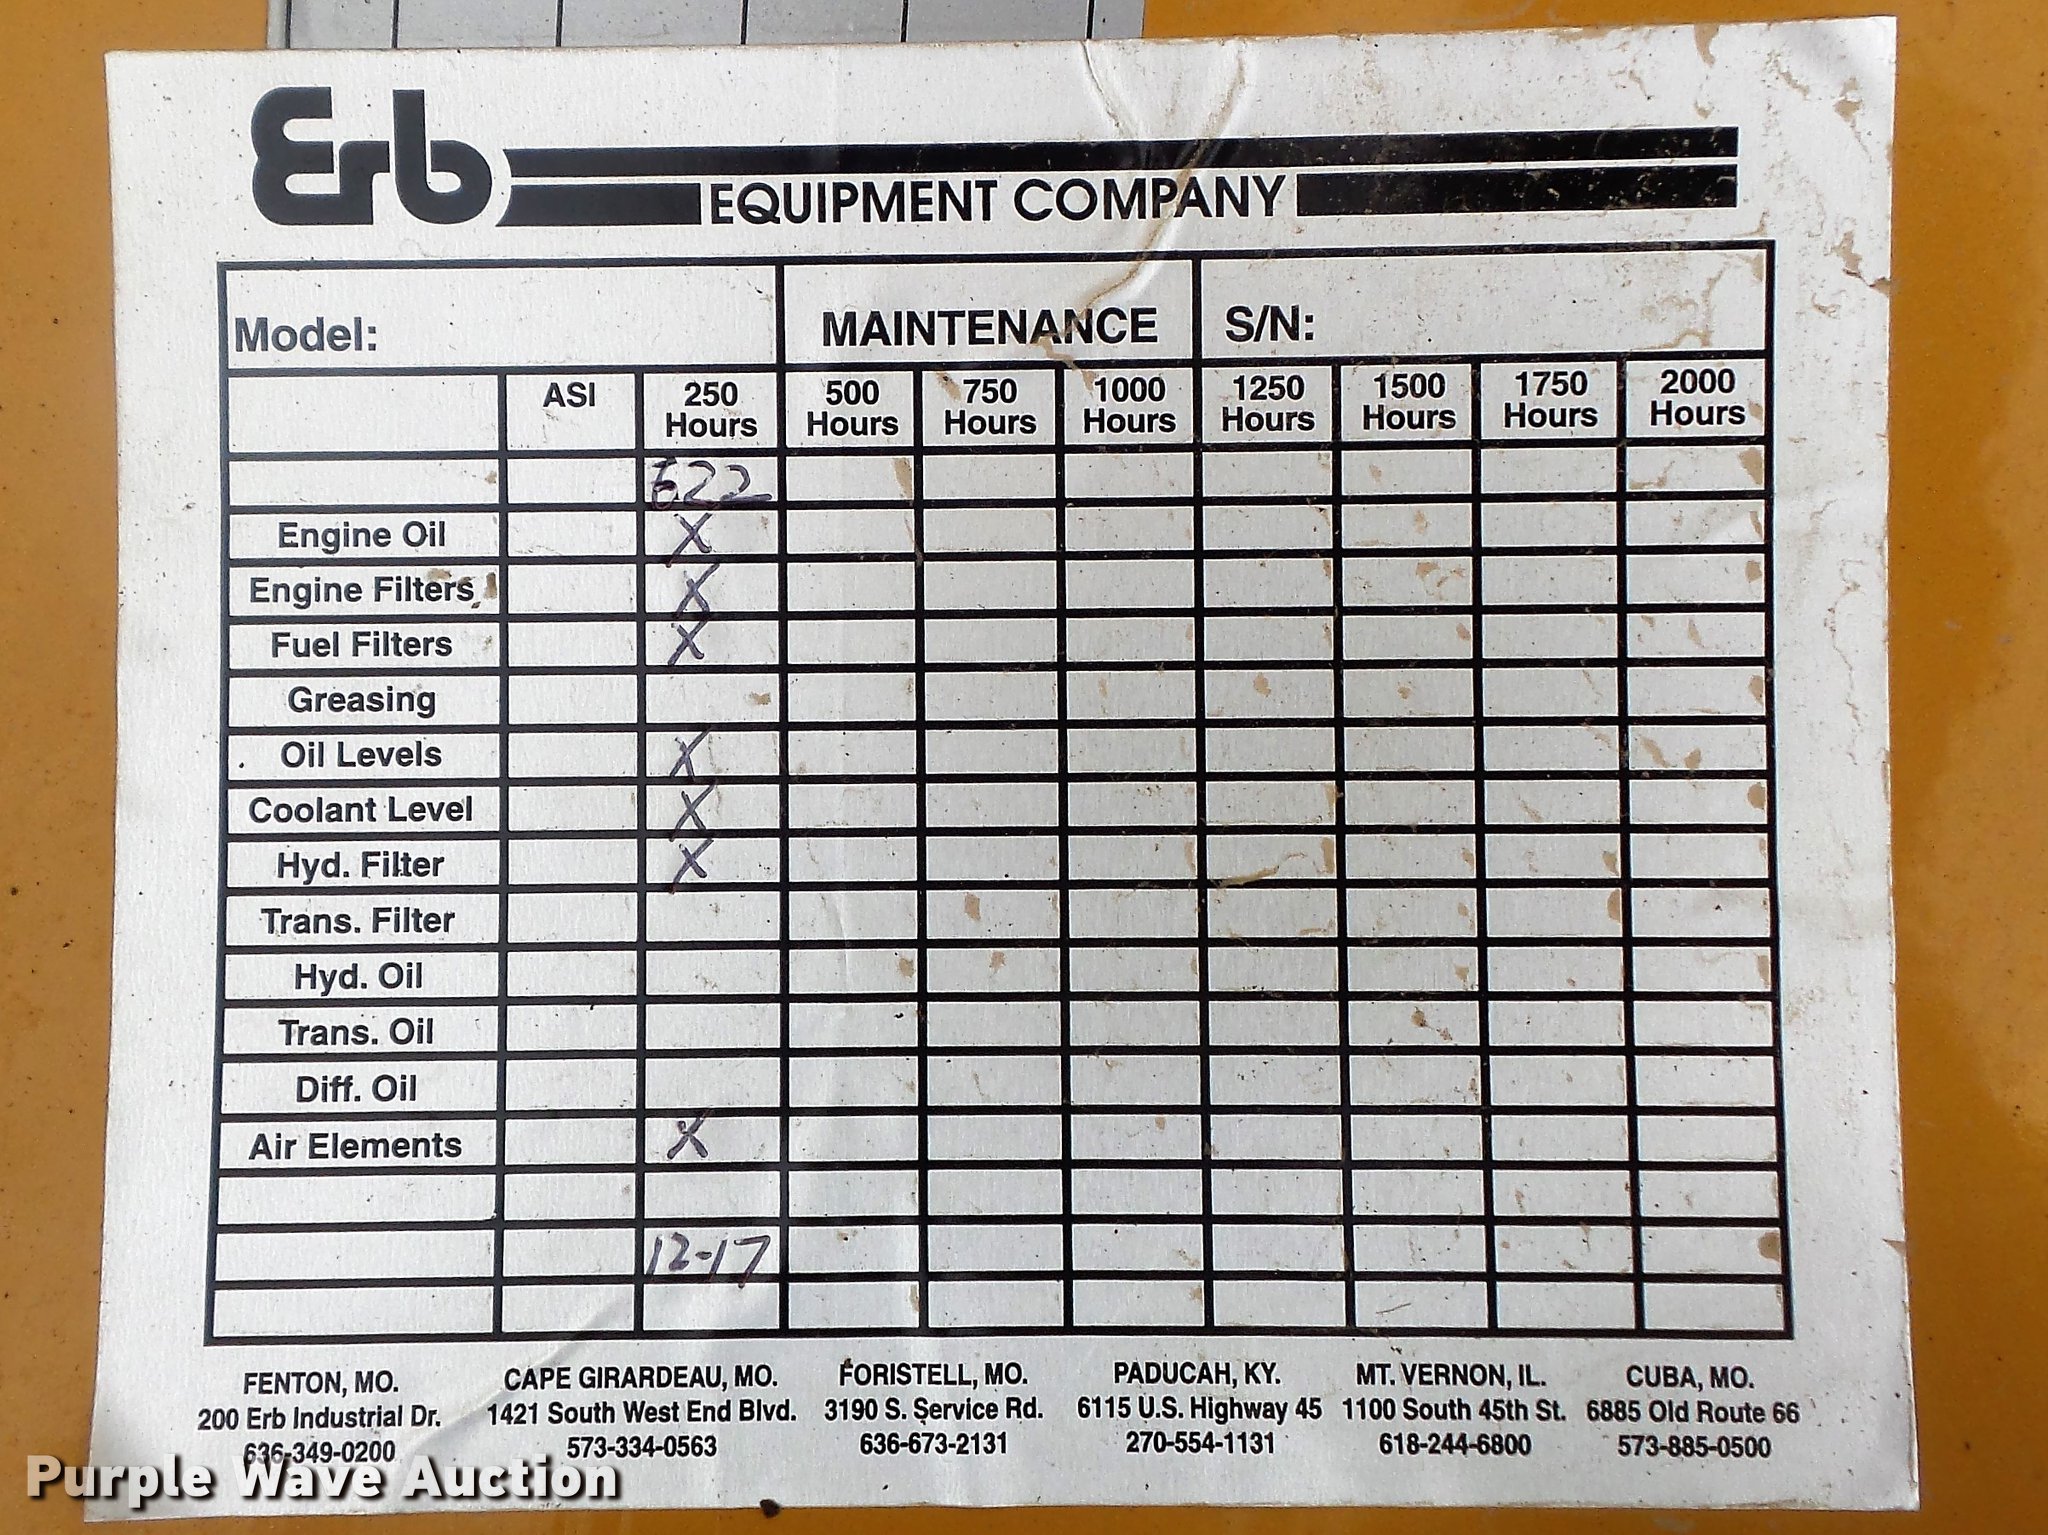 Erb
EQUIPMENT COMPANY
Model: MAINTENANCE S/N:
ASI 250 Hours 500 Hours 750 Hours 1000 Hours 1250 Hours 1500 Hours 1750 Hours 2000 Hours
622
Engine Oil X
Engine Filters X
Fuel Filters X
Greasing
Oil Levels X
Coolant Level X
Hyd. Filter X
Trans. Filter
Hyd. Oil
Trans. Oil
Diff. Oil
Air Elements X
12-17
FENTON, MO. CAPE GIRARDEAU, MO. FORISTELL, MO. PADUCAH, KY. MT. VERNON, IL. CUBA, MO.
200 Erb Industrial Dr. 1421 South West End Blvd. 3190 S. Service Rd. 6115 U.S. Highway 45 1100 South 45th St. 6885 Old Route 66
636-349-0200 573-334-0563 636-673-2131 270-554-1131 618-244-6800 573-885-0500
Purple Wave Auction